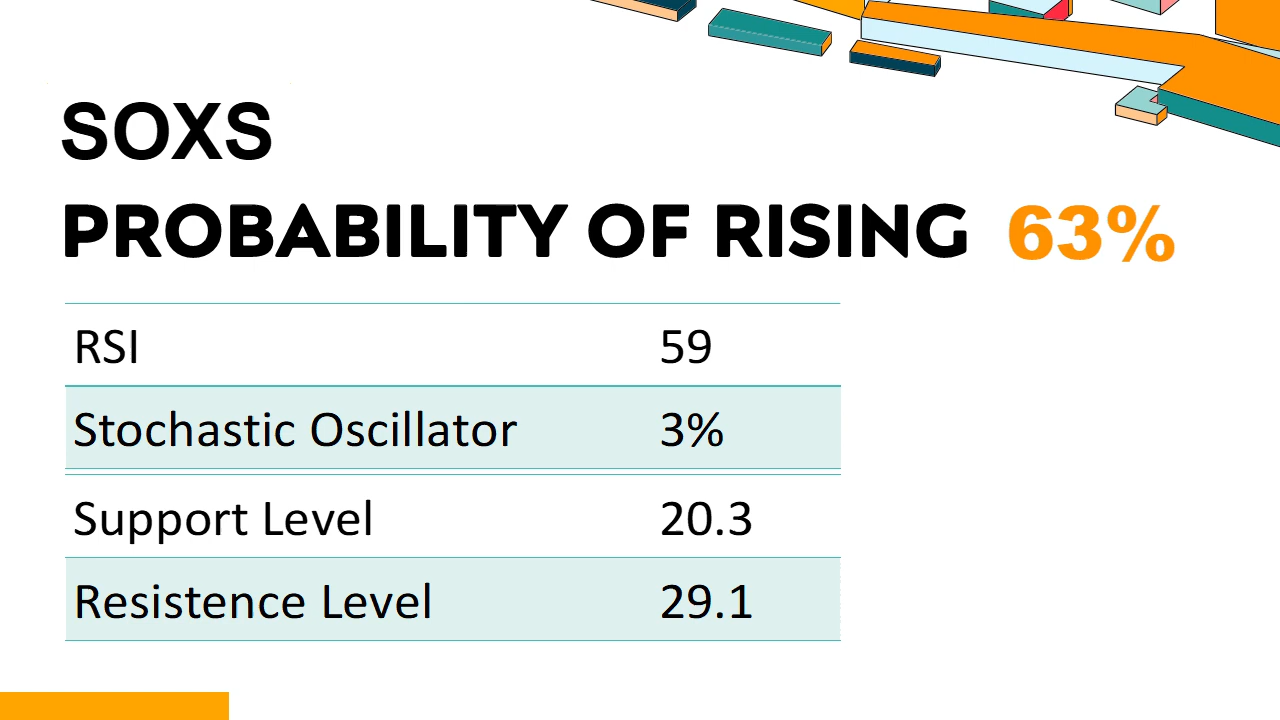 SOXS
PROBABILITY OF RISING 63%
RSI 59
Stochastic Oscillator 3%
Support Level 20.3
Resistence Level 29.1